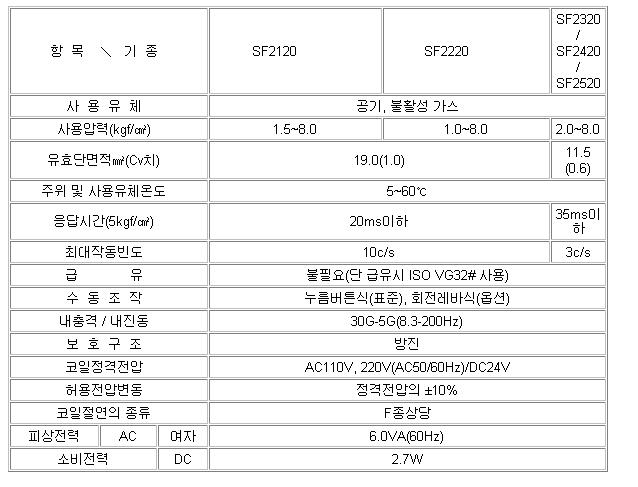 항 목 ＼ 기 종 SF2120 SF2220 SF2320
/
SF2420
/
SF2520
사 용 유 체 공기, 불활성 가스
사용압력(kgf/㎠) 1.5~8.0 1.0~8.0 2.0~8.0
유효단면적㎟(Cv치) 19.0(1.0) 11.5
(0.6)
주위 및 사용유체온도 5~60℃
응답시간(5kgf/㎠) 20ms이하 35ms이
하
최대작동빈도 10c/s 3c/s
급 유 불필요(단 급유시 ISO VG32# 사용)
수 동 조 작 누름버튼식(표준), 회전레바식(옵션)
내충격 / 내진동 30G-5G(8.3-200Hz)
보 호 구 조 방진
코일정격전압 AC110V, 220V(AC50/60Hz)/DC24V
허용전압변동 정격전압의 ±10%
코일절연의 종류 F종상당
피상전력 AC 여자 6.0VA(60Hz)
소비전력 DC 2.7W